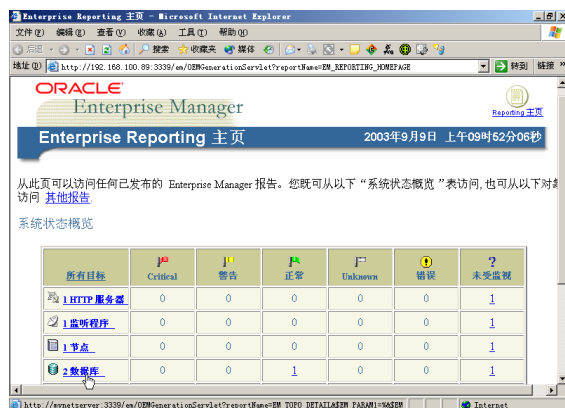 Enterprise Reporting 主页 - Microsoft Internet Explorer
文件(F) 编辑(E) 查看(V) 收藏(A) 工具(T) 帮助(H)
后退 搜索 收藏夹 媒体
地址(D) http://192.168.100.89:3339/em/OEMGenerationServlet?reportName=EM_REPORTING_HOMEPAGE 转到 链接 »
ORACLE
Enterprise Manager
Reporting 主页
Enterprise Reporting 主页 2003年9月9日 上午09时52分06秒
从此页可以访问任何已发布的 Enterprise Manager 报告。您既可从以下“系统状态概览”表访问,也可从以下对象
访问 其他报告.
系统状态概览
所有目标 Critical 警告 正常 Unknown 错误 未受监视
1 HTTP 服务器 0 0 0 0 0 1
1 监听程序 0 0 0 0 0 1
1 节点 0 0 0 0 0 1
2 数据库 0 0 1 0 0 1
http://mynetserver:3339/em/OEMGenerationServlet?reportName=EM_TOPO_DETAIL&$EM_PARAM1=%&$EM Internet